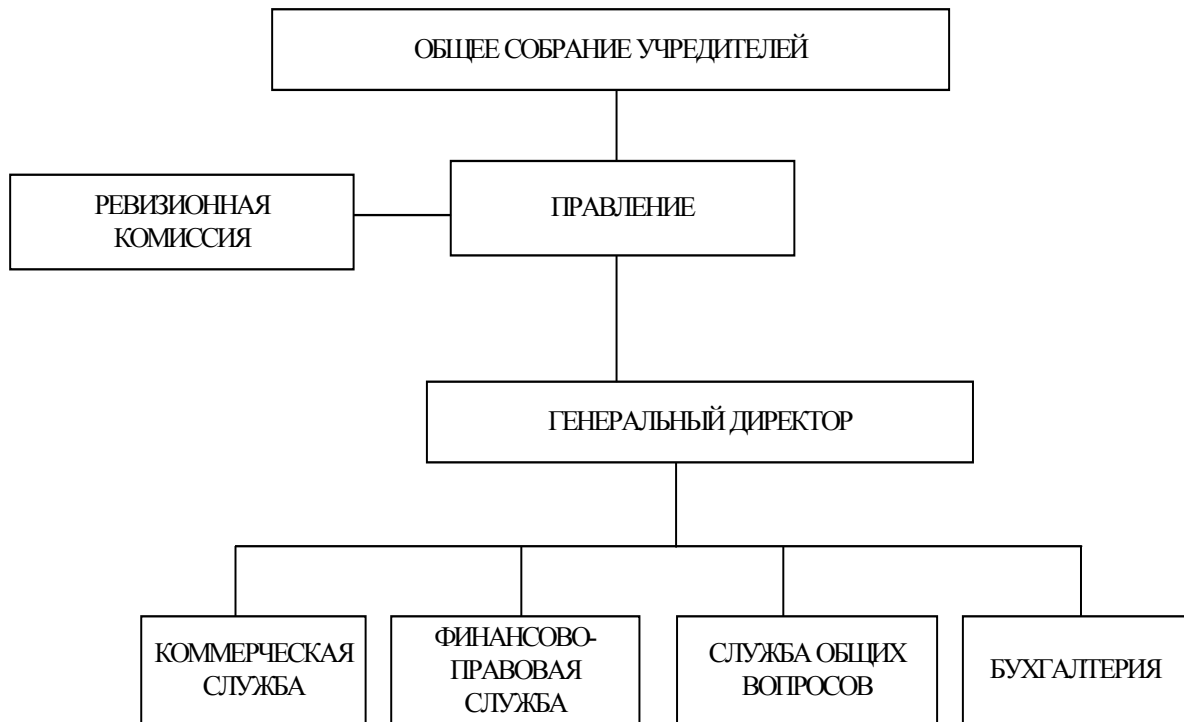 ОБЩЕЕ СОБРАНИЕ УЧРЕДИТЕЛЕЙ
РЕВИЗИОННАЯ
КОМИССИЯ
ПРАВЛЕНИЕ
ГЕНЕРАЛЬНЫЙ ДИРЕКТОР
КОММЕРЧЕСКАЯ
СЛУЖБА
ФИНАНСОВО-
ПРАВОВАЯ
СЛУЖБА
СЛУЖБА ОБЩИХ
ВОПРОСОВ
БУХГАЛТЕРИЯ